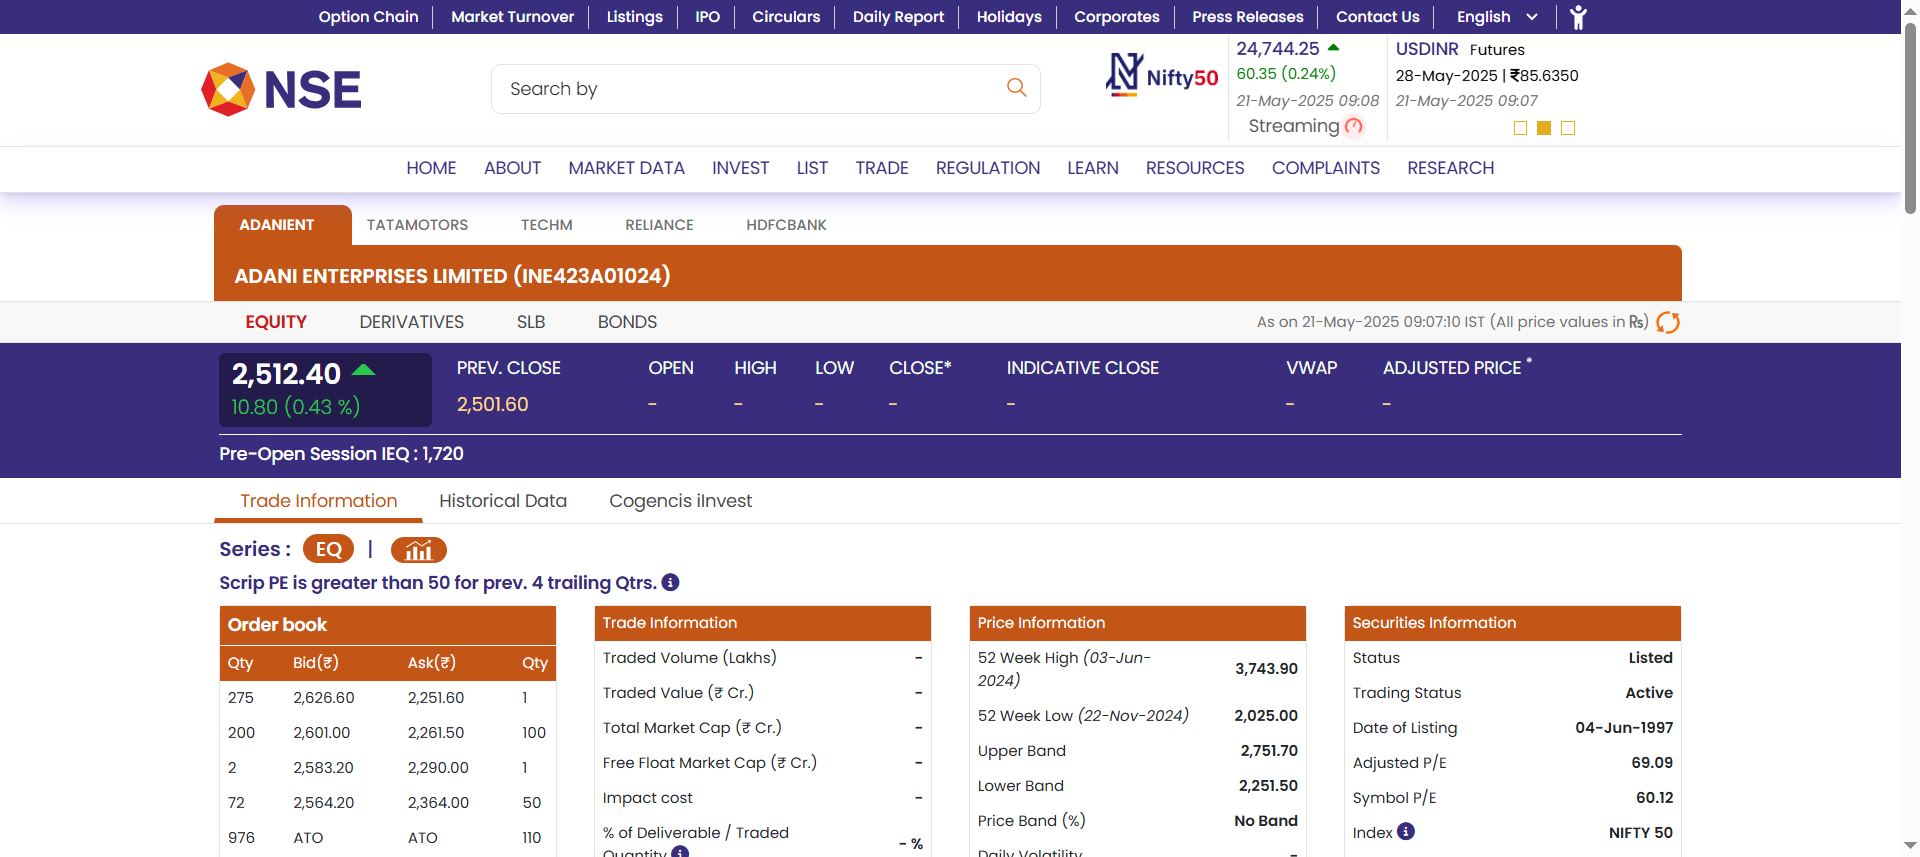 Option Chain Market Turnover Listings IPO Circulars Daily Report Holidays Corporates Press Releases Contact Us English
NSE
Search by
Nifty50
24,744.25
60.35 (0.24%)
21-May-2025 09:08
Streaming
USDINR Futures
28-May-2025 | ₹85.6350
21-May-2025 09:07
HOME ABOUT MARKET DATA INVEST LIST TRADE REGULATION LEARN RESOURCES COMPLAINTS RESEARCH
ADANIENT TATAMOTORS TECHM RELIANCE HDFCBANK
ADANI ENTERPRISES LIMITED (INE423A01024)
EQUITY DERIVATIVES SLB BONDS As on 21-May-2025 09:07:10 IST (All price values in ₨)
2,512.40
10.80 (0.43 %)
PREV. CLOSE OPEN HIGH LOW CLOSE* INDICATIVE CLOSE VWAP ADJUSTED PRICE *
2,501.60 - - - - - - -
Pre-Open Session IEQ : 1,720
Trade Information Historical Data Cogencis iInvest
Series : EQ |
Scrip PE is greater than 50 for prev. 4 trailing Qtrs.
Order book
Qty Bid(₹) Ask(₹) Qty
275 2,626.60 2,251.60 1
200 2,601.00 2,261.50 100
2 2,583.20 2,290.00 1
72 2,564.20 2,364.00 50
976 ATO ATO 110
Trade Information
Traded Volume (Lakhs) -
Traded Value (₹ Cr.) -
Total Market Cap (₹ Cr.) -
Free Float Market Cap (₹ Cr.) -
Impact cost -
% of Deliverable / Traded
Quantity - %
Price Information
52 Week High (03-Jun-
2024) 3,743.90
52 Week Low (22-Nov-2024) 2,025.00
Upper Band 2,751.70
Lower Band 2,251.50
Price Band (%) No Band
Daily Volatility -
Securities Information
Status Listed
Trading Status Active
Date of Listing 04-Jun-1997
Adjusted P/E 69.09
Symbol P/E 60.12
Index NIFTY 50